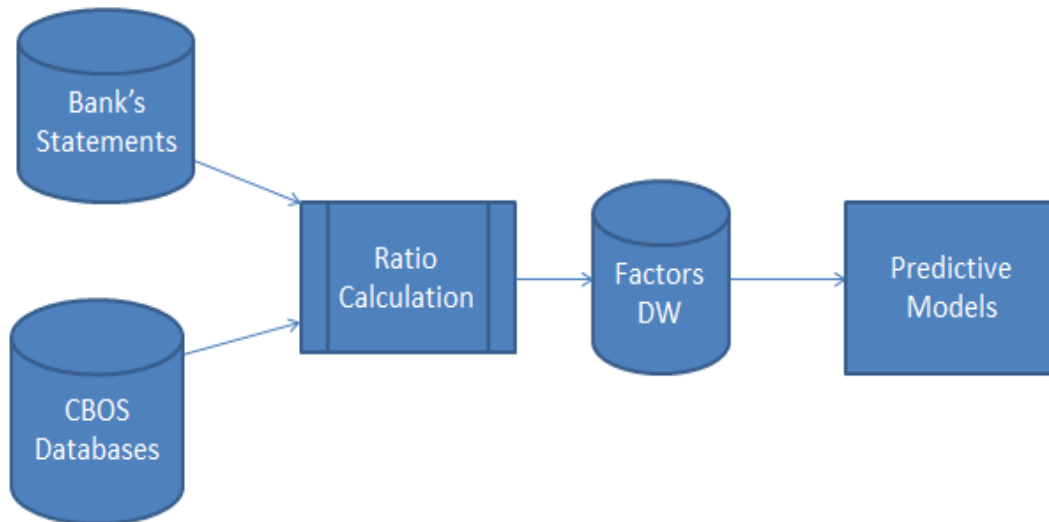 Bank's
Statements
Ratio
Calculation
Factors
DW
Predictive
Models
CBOS
Databases